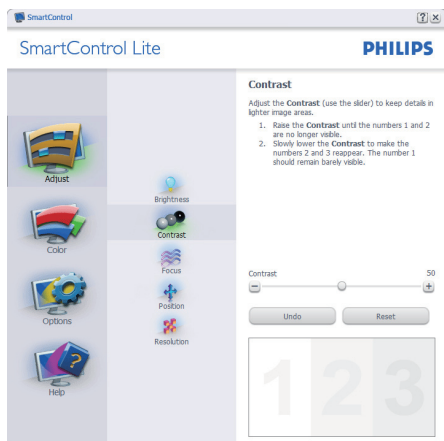 SmartControl
? x
SmartControl Lite
PHILIPS
Adjust
Color
Options
Help
Brightness
Contrast
Focus
Position
Resolution
Contrast
Adjust the Contrast (use the slider) to keep details in
lighter image areas.
1. Raise the Contrast until the numbers 1 and 2
are no longer visible.
2. Slowly lower the Contrast to make the
numbers 2 and 3 reappear. The number 1
should remain barely visible.
Contrast 50
Undo Reset
1 2 3